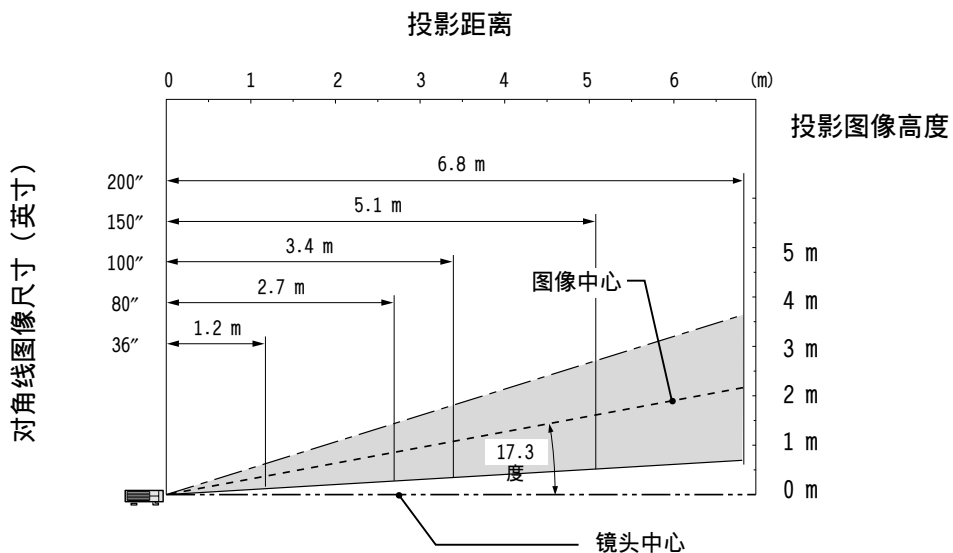 投影距离
0 1 2 3 4 5 6 (m)
投影图像高度
对角线图像尺寸（英寸）
200″
6.8 m
150″
5.1 m
100″
3.4 m
80″
2.7 m
36″
1.2 m
图像中心
5 m
4 m
3 m
2 m
1 m
0 m
17.3
度
镜头中心